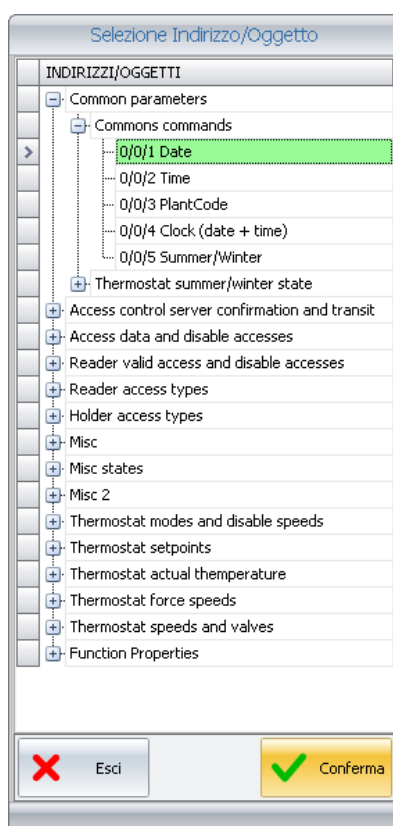 Selezione Indirizzo/Oggetto
INDIRIZZI/OGGETTI
Common parameters
Commons commands
0/0/1 Date
0/0/2 Time
0/0/3 PlantCode
0/0/4 Clock (date + time)
0/0/5 Summer/Winter
Thermostat summer/winter state
Access control server confirmation and transit
Access data and disable accesses
Reader valid access and disable accesses
Reader access types
Holder access types
Misc
Misc states
Misc 2
Thermostat modes and disable speeds
Thermostat setpoints
Thermostat actual themperature
Thermostat force speeds
Thermostat speeds and valves
Function Properties
Esci Conferma